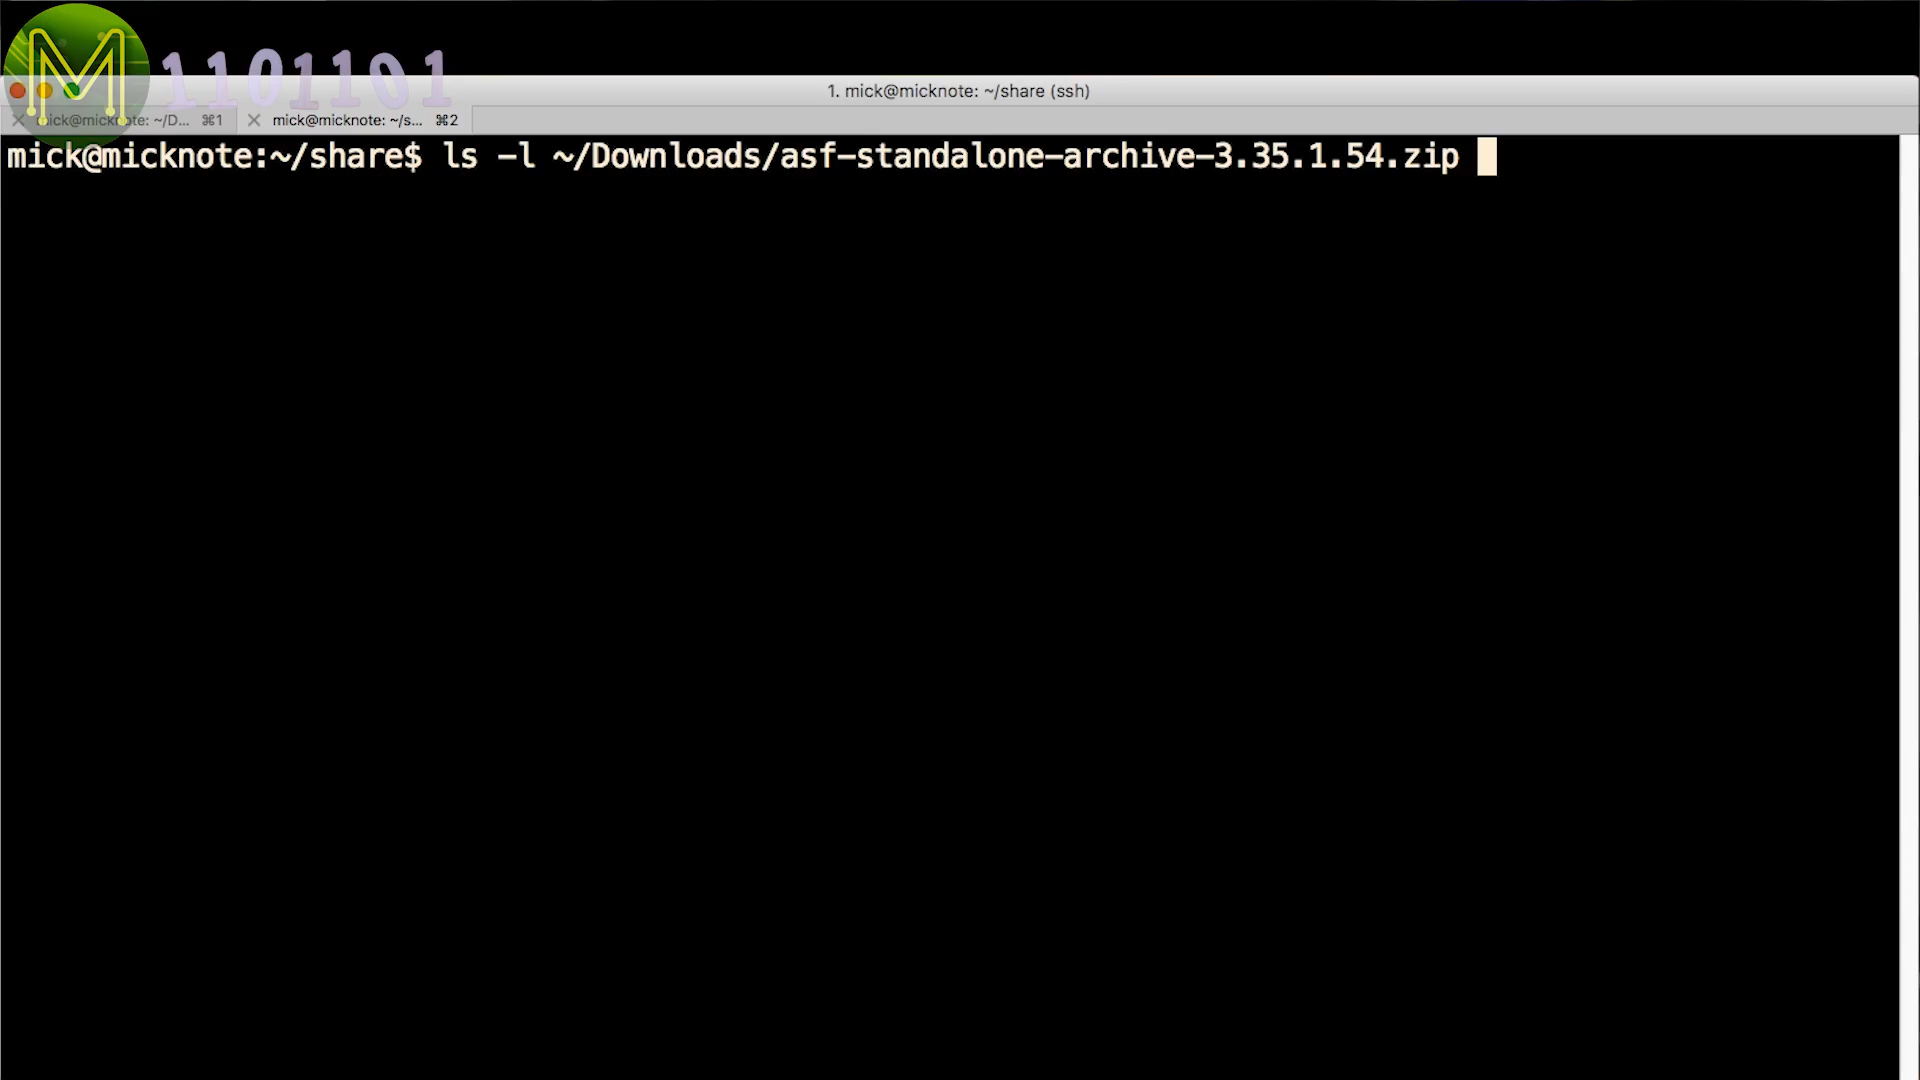 M 1101101
1. mick@micknote: ~/share (ssh)
mick@micknote: ~/D... ⌘1 mick@micknote: ~/s... ⌘2
mick@micknote:~/share$ ls -l ~/Downloads/asf-standalone-archive-3.35.1.54.zip